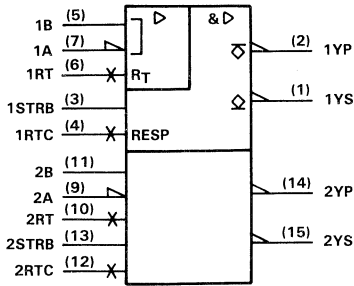 & ▷
▷
1B (5)
1A (7)
1RT (6) RT
1STRB (3)
1RTC (4) RESP
(2) 1YP
(1) 1YS
2B (11)
2A (9)
2RT (10)
2STRB (13)
2RTC (12)
(14) 2YP
(15) 2YS